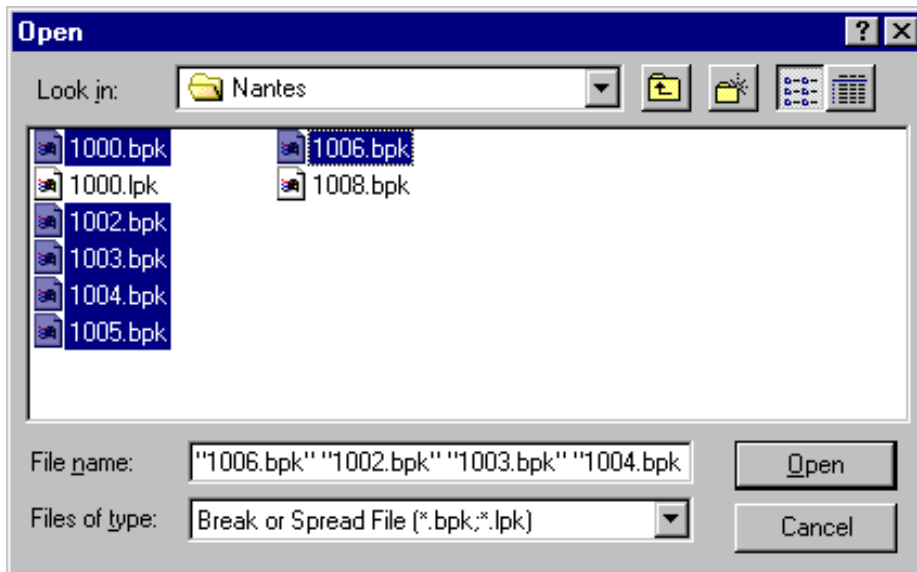 Open
Look in: Nantes
1000.bpk 1006.bpk
1000.lpk 1008.bpk
1002.bpk
1003.bpk
1004.bpk
1005.bpk
File name: "1006.bpk" "1002.bpk" "1003.bpk" "1004.bpk Open
Files of type: Break or Spread File (*.bpk;*.lpk) Cancel